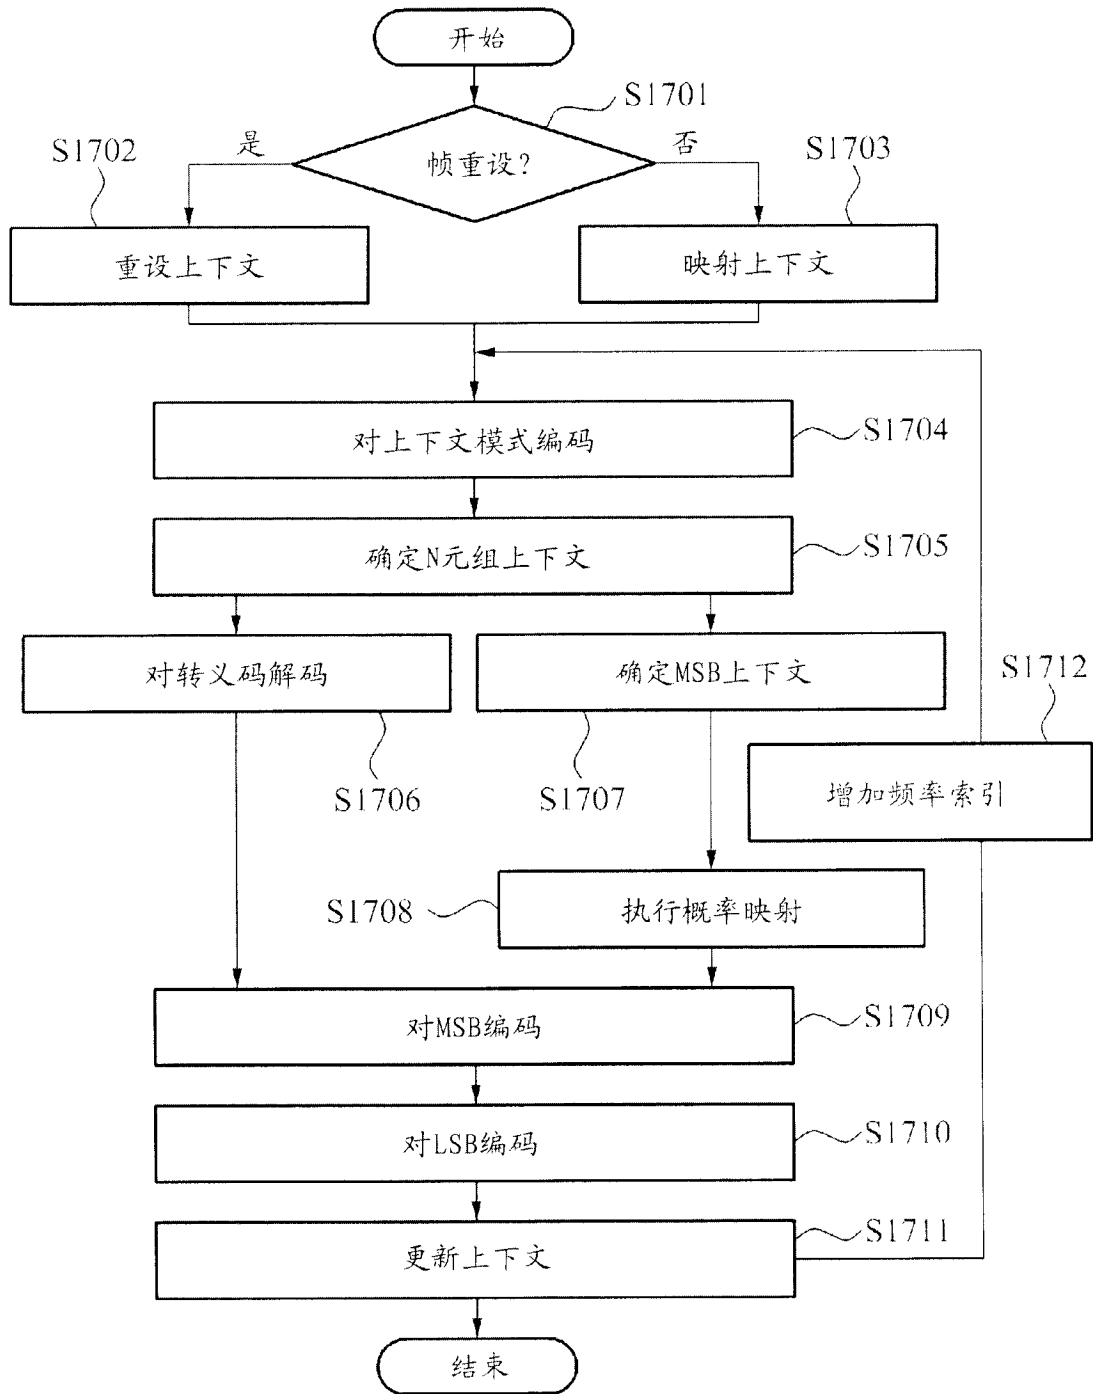 开始
S1701
帧重设?
是
否
S1702
S1703
重设上下文
映射上下文
对上下文模式编码
S1704
确定N元组上下文
S1705
对转义码解码
确定MSB上下文
S1706
S1707
S1712
增加频率索引
S1708
执行概率映射
对MSB编码
S1709
对LSB编码
S1710
更新上下文
S1711
结束